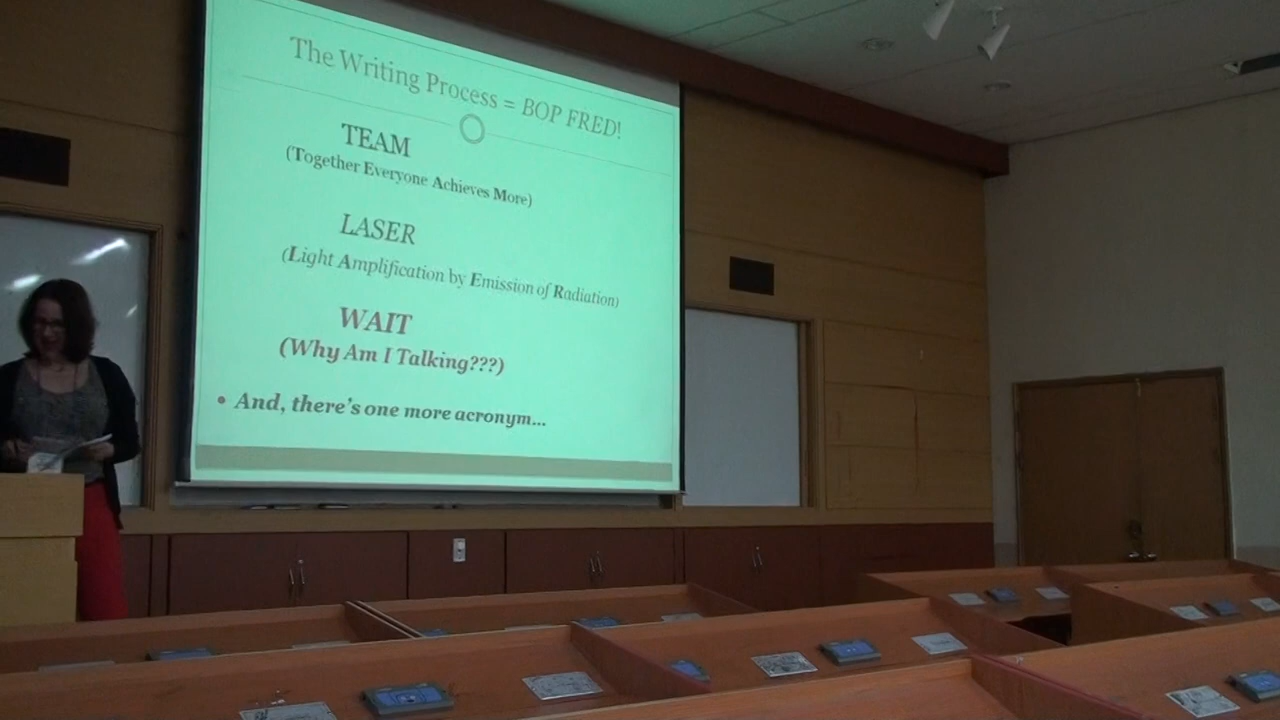 The Writing Process = BOP FRED!
TEAM
(Together Everyone Achieves More)
LASER
(Light Amplification by Emission of Radiation)
WAIT
(Why Am I Talking???)
• And, there's one more acronym...